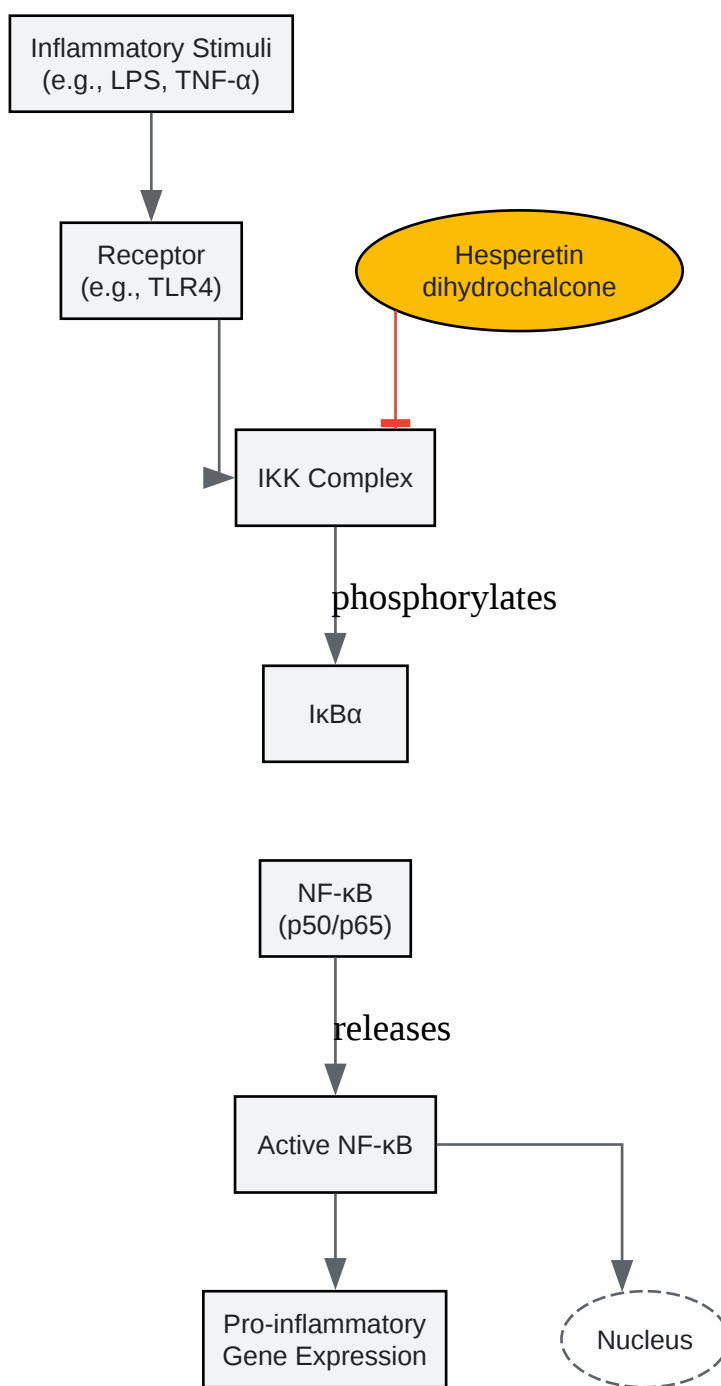 Inflammatory Stimuli
(e.g., LPS, TNF-α)
Receptor
(e.g., TLR4)
Hesperetin
dihydrochalcone
IKK Complex
phosphorylates
IκBα
NF-κB
(p50/p65)
releases
Active NF-κB
Pro-inflammatory
Gene Expression
Nucleus